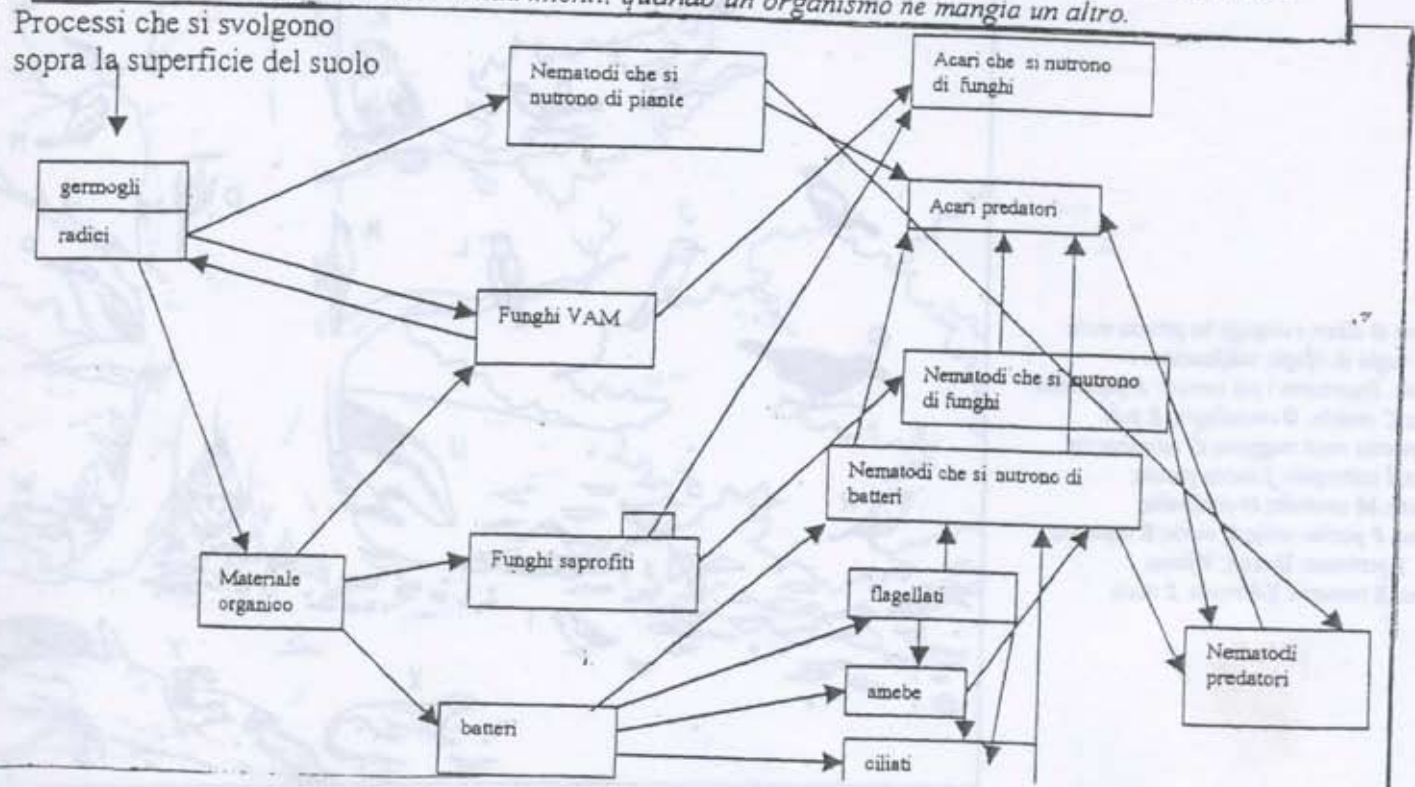 quando un organismo ne mangia un altro.
Processi che si svolgono
sopra la superficie del suolo
Nematodi che si
nutrono di piante
Acari che si nutrono
di funghi
germogli
radici
Acari predatori
Funghi VAM
Nematodi che si nutrono
di funghi
Nematodi che si nutrono di
batteri
Materiale
organico
Funghi saprofiti
flagellati
amebe
Nematodi
predatori
batteri
ciliati